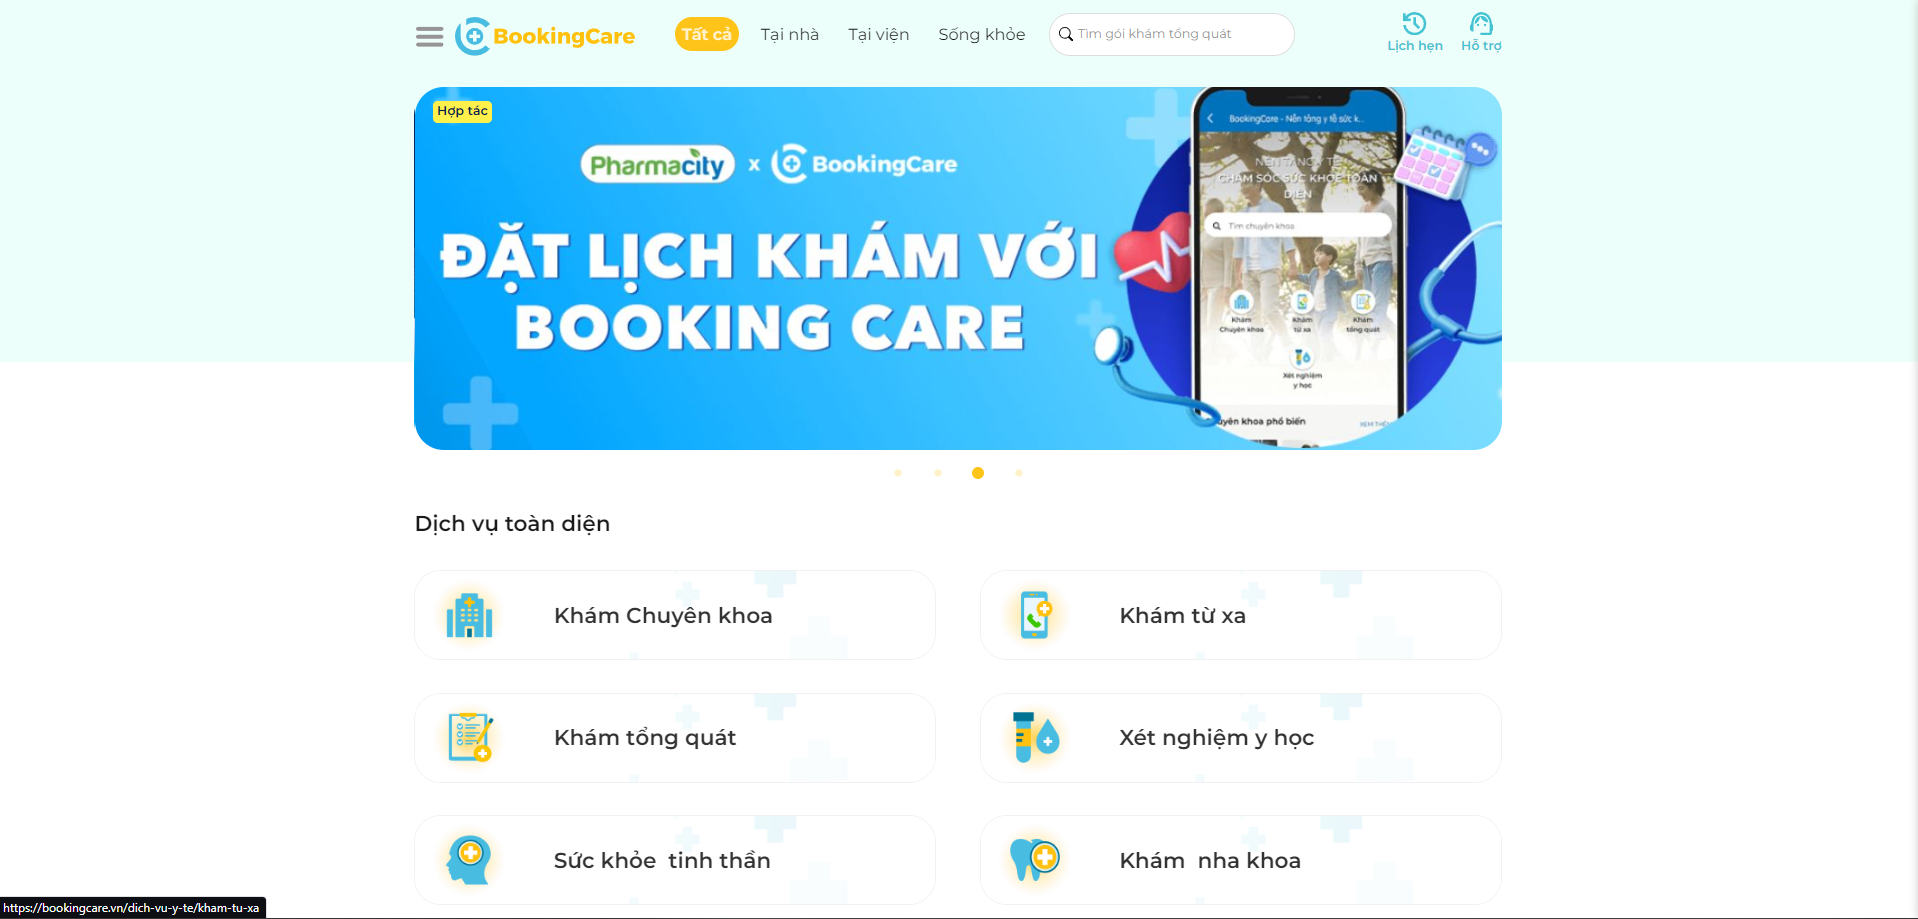 BookingCare
Tất cả
Tại nhà
Tại viện
Sống khỏe
Tìm gói khám tổng quát
Lịch hẹn
Hỗ trợ
Hợp tác
Pharmacity x BookingCare
ĐẶT LỊCH KHÁM VỚI
BOOKING CARE
BookingCare - Nền tảng y tế sức k...
NỀN TẢNG Y TẾ
CHĂM SÓC SỨC KHỎE TOÀN
DIỆN
Tìm chuyên khoa
Khám
Chuyên khoa
Khám
từ xa
Khám
tổng quát
Xét nghiệm
y học
uyên khoa phổ biến
XEM THÊ
Dịch vụ toàn diện
Khám Chuyên khoa
Khám từ xa
Khám tổng quát
Xét nghiệm y học
Sức khỏe tinh thần
Khám nha khoa
https://bookingcare.vn/dich-vu-y-te/kham-tu-xa